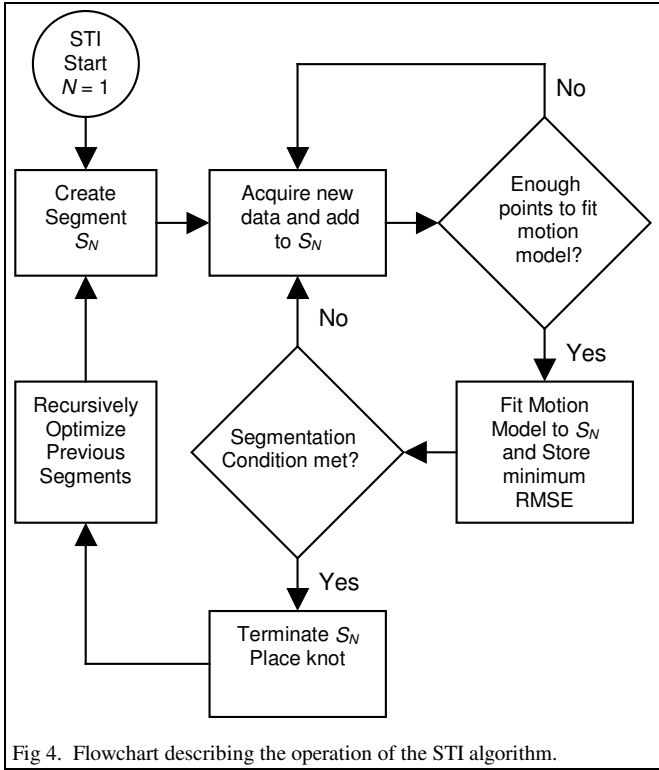 STI
Start
N = 1
Create
Segment
S_N
Acquire new
data and add
to S_N
No
Enough
points to fit
motion
model?
No
Yes
Recursively
Optimize
Previous
Segments
Segmentation
Condition met?
Fit Motion
Model to S_N
and Store
minimum
RMSE
Yes
Terminate S_N
Place knot
Fig 4. Flowchart describing the operation of the STI algorithm.